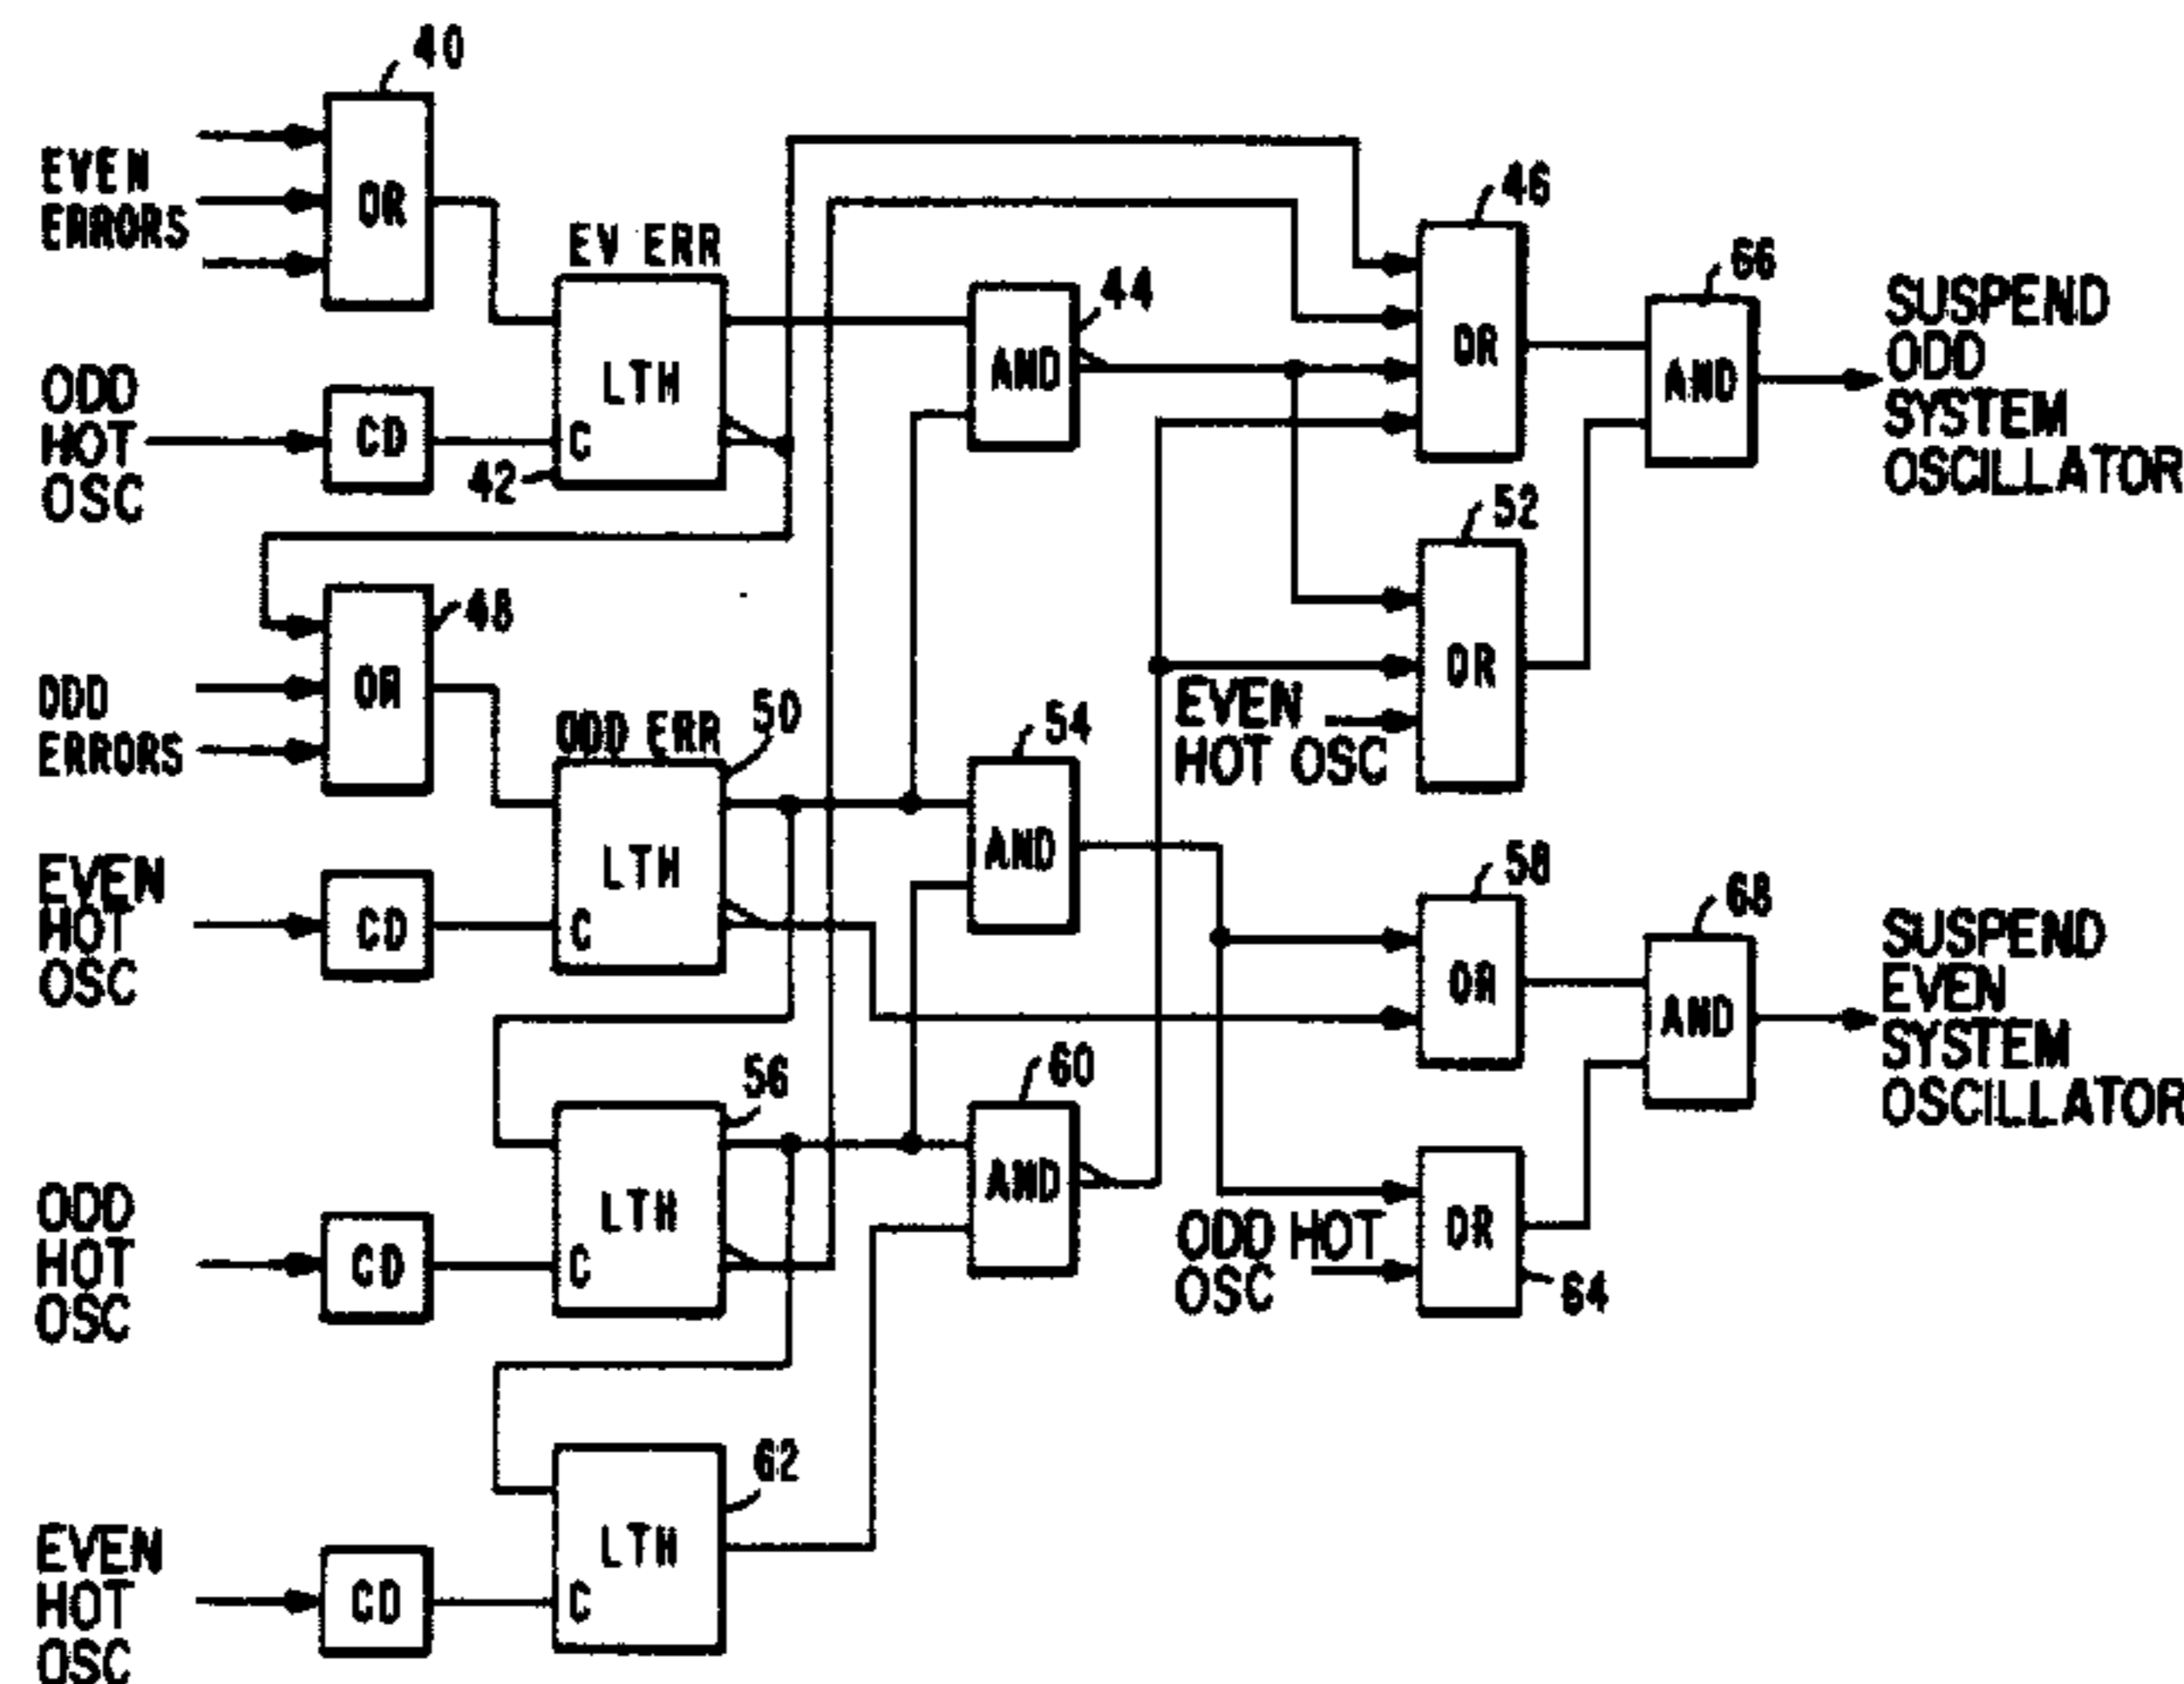 40
EVEN
ERRORS
OR
EV ERR
ODD
HOT
OSC
CD
LTH
C
42
44
AND
46
OR
66
AND
SUSPEND
ODD
SYSTEM
OSCILLATOR
52
OR
EVEN
HOT OSC
48
OR
ODD
ERRORS
ODD ERR
50
EVEN
HOT
OSC
CD
LTH
C
54
AND
58
OR
68
AND
SUSPEND
EVEN
SYSTEM
OSCILLATOR
56
LTH
C
60
AND
ODD HOT
OSC
OR
64
ODD
HOT
OSC
CD
62
LTH
C
EVEN
HOT
OSC
CD